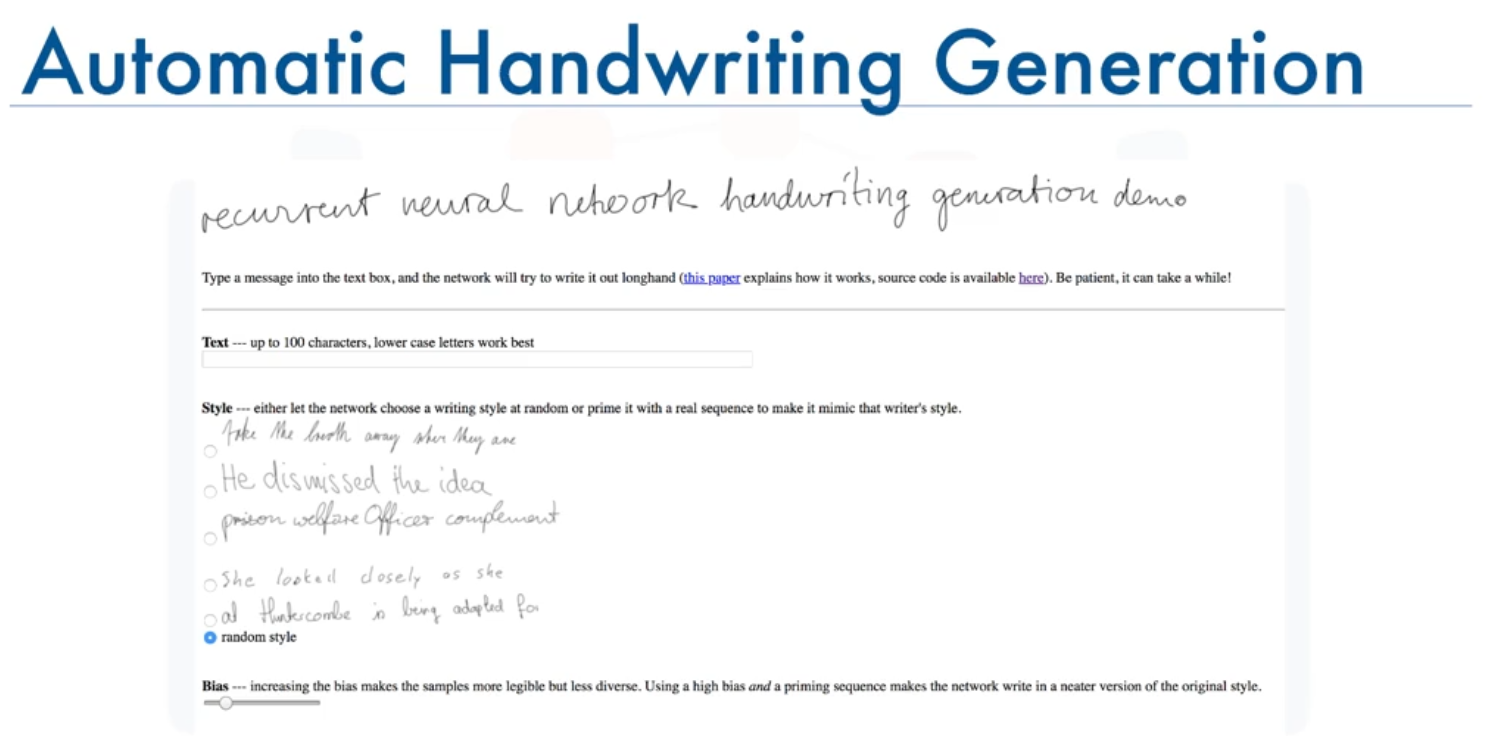 Automatic Handwriting Generation
recurrent neural network handwriting generation demo
Type a message into the text box, and the network will try to write it out longhand (this paper explains how it works, source code is available here). Be patient, it can take a while!
Text --- up to 100 characters, lower case letters work best
Style --- either let the network choose a writing style at random or prime it with a real sequence to make it mimic that writer's style.
take the breath away when they are
He dismissed the idea
prison welfare Officer complement
She looked closely as she
at Huntercombe is being adapted for
random style
Bias --- increasing the bias makes the samples more legible but less diverse. Using a high bias and a priming sequence makes the network write in a neater version of the original style.